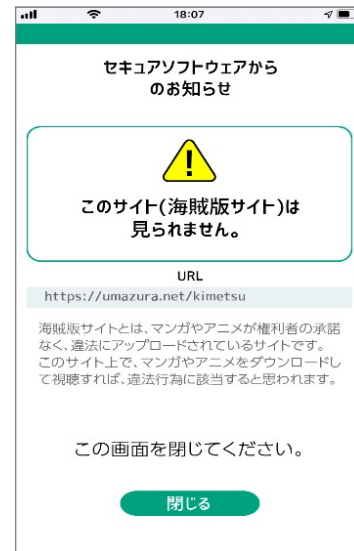 18:07
セキュアソフトウェアから
のお知らせ
!
このサイト(海賊版サイト)は
見られません。
URL
https://umazura.net/kimetsu
海賊版サイトとは、マンガやアニメが権利者の承諾
なく、違法にアップロードされているサイトです。
このサイト上で、マンガやアニメをダウンロードし
て視聴すれば、違法行為に該当すると思われます。
この画面を閉じてください。
閉じる